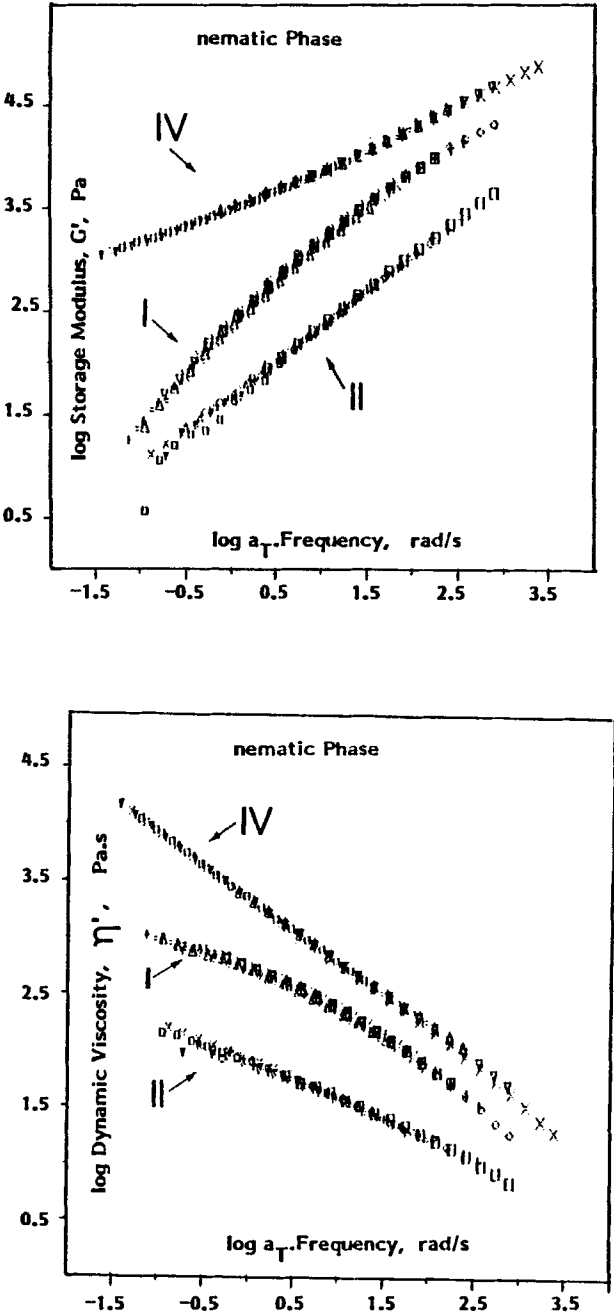 nematic Phase
4.5
IV
3.5
log Storage Modulus, G', Pa
2.5
I
1.5
II
0.5
log aT.Frequency, rad/s
−1.5 −0.5 0.5 1.5 2.5 3.5
nematic Phase
4.5
IV
3.5
log Dynamic Viscosity, η', Pa.s
I
2.5
II
1.5
0.5
log aT.Frequency, rad/s
−1.5 −0.5 0.5 1.5 2.5 3.5